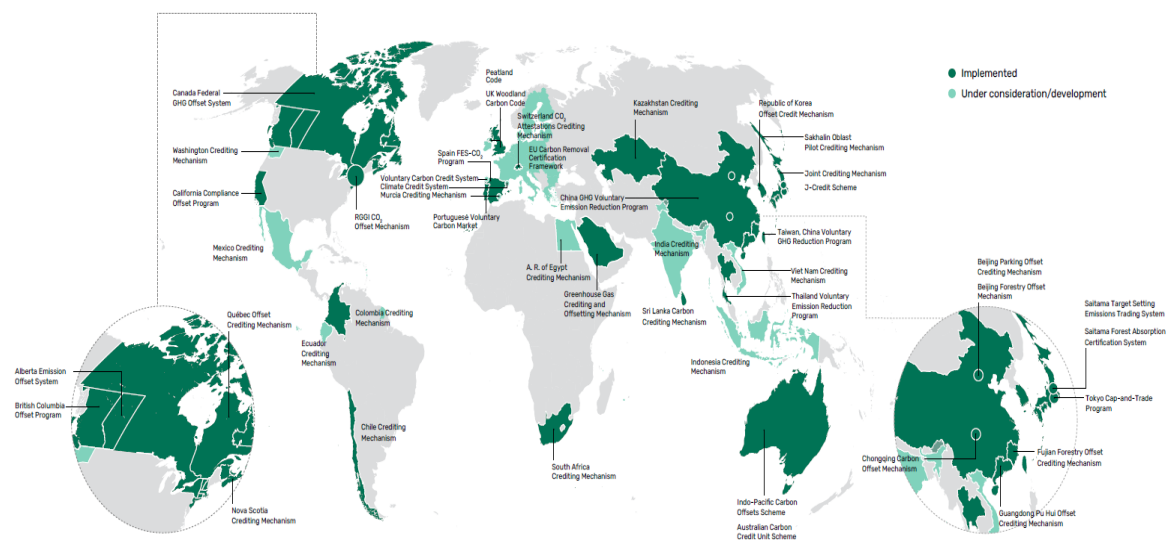 Implemented
Under consideration/development
Canada Federal
GHG Offset System
Washington Crediting
Mechanism
California Compliance
Offset Program
Mexico Crediting
Mechanism
RGGI CO₂
Offset Mechanism
Peatland
Code
UK Woodland
Carbon Code
Switzerland CO₂
Attestations Crediting
Mechanism
EU Carbon Removal
Certification
Framework
Spain FES-CO₂
Program
Voluntary Carbon Credit System
Climate Credit System
Murcia Crediting Mechanism
Portuguese Voluntary
Carbon Market
Kazakhstan Crediting
Mechanism
Republic of Korea
Offset Credit Mechanism
Sakhalin Oblast
Pilot Crediting Mechanism
Joint Crediting Mechanism
J-Credit Scheme
China GHG Voluntary
Emission Reduction Program
Taiwan, China Voluntary
GHG Reduction Program
India Crediting
Mechanism
A. R. of Egypt
Crediting Mechanism
Greenhouse Gas
Crediting and
Offsetting Mechanism
Sri Lanka Carbon
Crediting Mechanism
Viet Nam Crediting
Mechanism
Thailand Voluntary
Emission Reduction
Program
Indonesia Crediting
Mechanism
Colombia Crediting
Mechanism
Ecuador
Crediting
Mechanism
Chile Crediting
Mechanism
South Africa
Crediting Mechanism
Indo-Pacific Carbon
Offsets Scheme
Australian Carbon
Credit Unit Scheme
Québec Offset
Crediting Mechanism
Alberta Emission
Offset System
British Columbia
Offset Program
Nova Scotia
Crediting Mechanism
Beijing Parking Offset
Crediting Mechanism
Beijing Forestry Offset
Mechanism
Saitama Target Setting
Emissions Trading System
Saitama Forest Absorption
Certification System
Tokyo Cap-and-Trade
Program
Fujian Forestry Offset
Crediting Mechanism
Chongqing Carbon
Offset Mechanism
Guangdong Pu Hui Offset
Crediting Mechanism